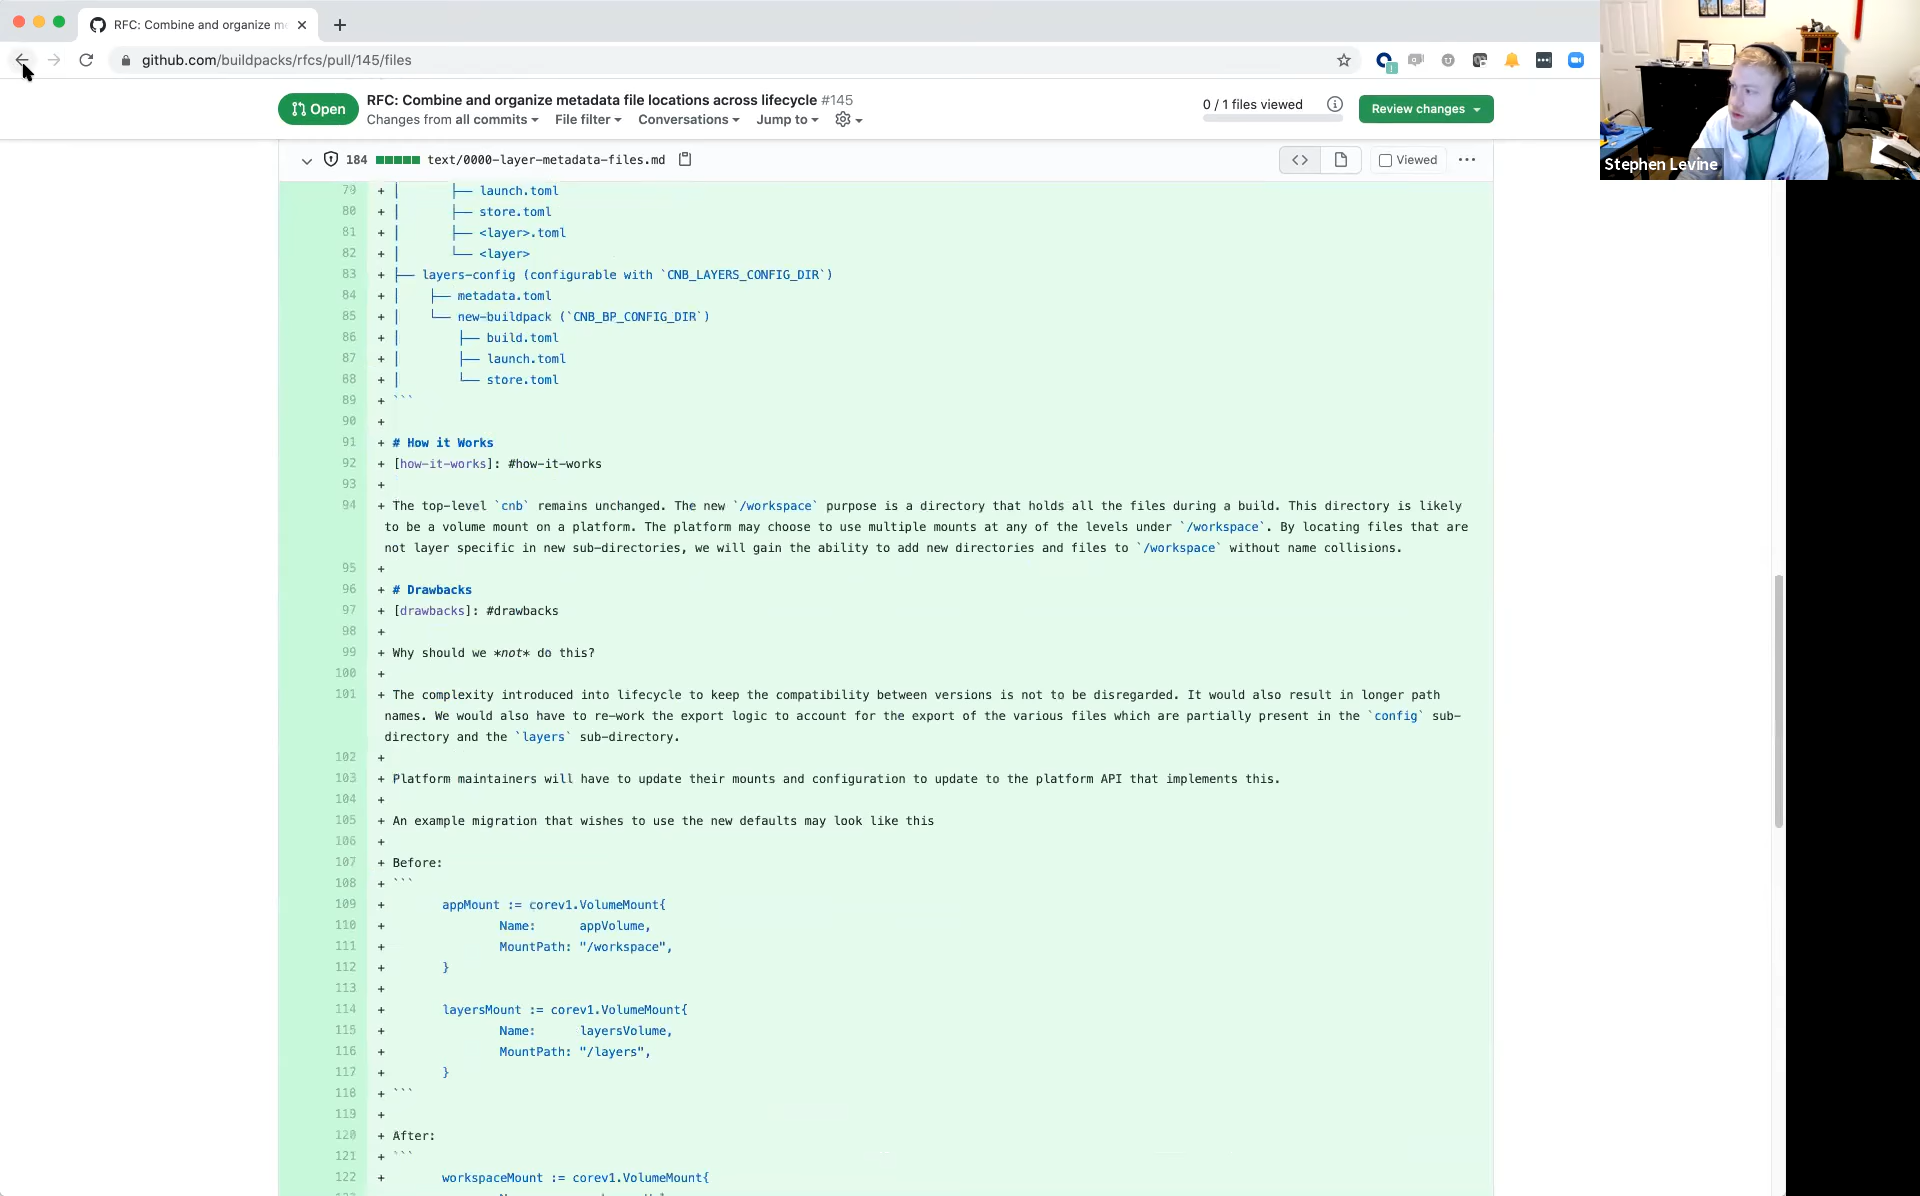 RFC: Combine and organize me
github.com/buildpacks/rfcs/pull/145/files
Stephen Levine
Open
RFC: Combine and organize metadata file locations across lifecycle #145
Changes from all commits
File filter
Conversations
Jump to
0 / 1 files viewed
Review changes
184
text/0000-layer-metadata-files.md
Viewed
79 + │       ├── launch.toml
80 + │       ├── store.toml
81 + │       ├── <layer>.toml
82 + │       └── <layer>
83 + ├── layers-config (configurable with `CNB_LAYERS_CONFIG_DIR`)
84 + │    ├── metadata.toml
85 + │    └── new-buildpack (`CNB_BP_CONFIG_DIR`)
86 + │        ├── build.toml
87 + │        ├── launch.toml
88 + │        └── store.toml
89 + ```
90 +
91 + # How it Works
92 + [how-it-works]: #how-it-works
93 +
94 + The top-level `cnb` remains unchanged. The new `/workspace` purpose is a directory that holds all the files during a build. This directory is likely
to be a volume mount on a platform. The platform may choose to use multiple mounts at any of the levels under `/workspace`. By locating files that are
not layer specific in new sub-directories, we will gain the ability to add new directories and files to `/workspace` without name collisions.
95 +
96 + # Drawbacks
97 + [drawbacks]: #drawbacks
98 +
99 + Why should we *not* do this?
100 +
101 + The complexity introduced into lifecycle to keep the compatibility between versions is not to be disregarded. It would also result in longer path
names. We would also have to re-work the export logic to account for the export of the various files which are partially present in the `config` sub-
directory and the `layers` sub-directory.
102 +
103 + Platform maintainers will have to update their mounts and configuration to update to the platform API that implements this.
104 +
105 + An example migration that wishes to use the new defaults may look like this
106 +
107 + Before:
108 + ```
109 + appMount := corev1.VolumeMount{
110 + Name: appVolume,
111 + MountPath: "/workspace",
112 + }
113 +
114 + layersMount := corev1.VolumeMount{
115 + Name: layersVolume,
116 + MountPath: "/layers",
117 + }
118 + ```
119 +
120 + After:
121 + ```
122 + workspaceMount := corev1.VolumeMount{